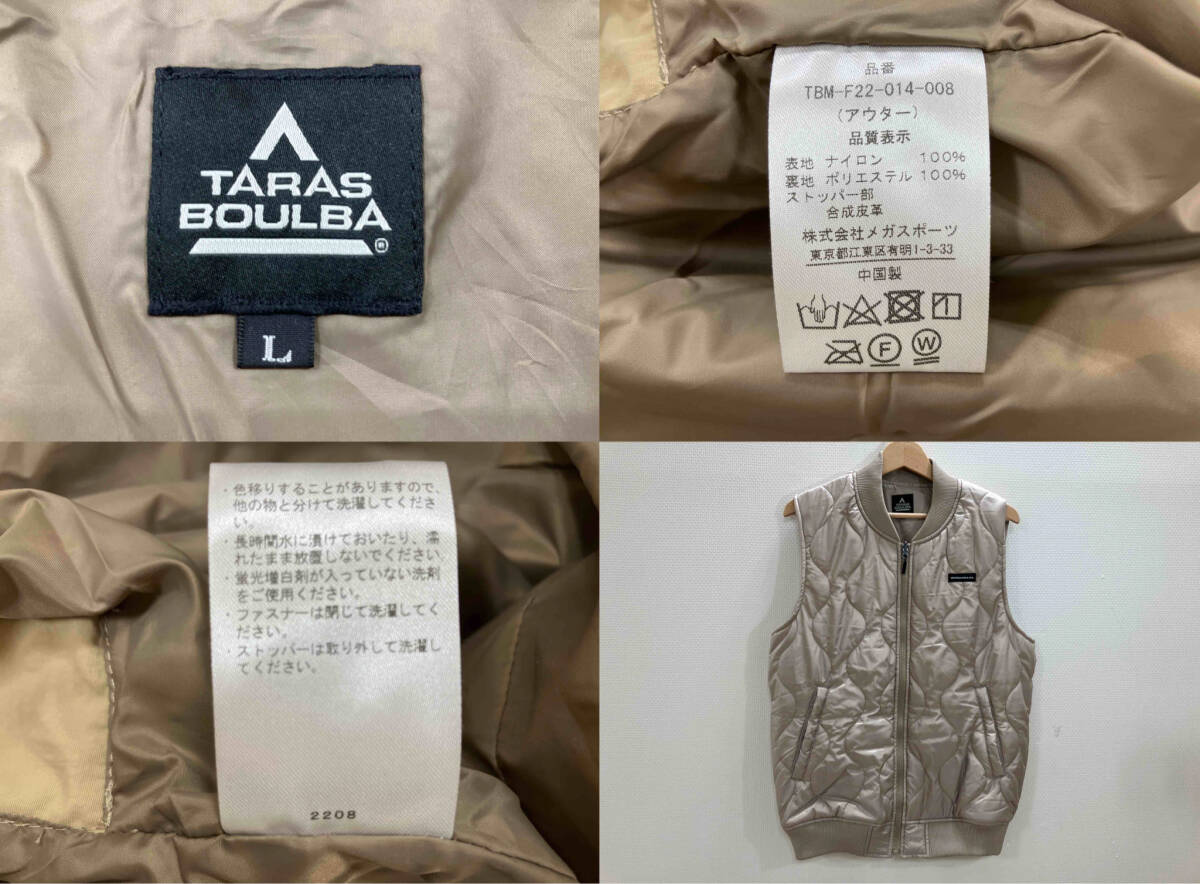 TARAS
BOULBA
®
L
品番
TBM-F22-014-008
(アウター)
品質表示
表地 ナイロン 100%
裏地 ポリエステル 100%
ストッパー部
合成皮革
株式会社メガスポーツ
東京都江東区有明1-3-33
中国製
1
F
W
・色移りすることがありますので、
他の物と分けて洗濯してくださ
い。
・長時間水に漬けておいたり、濡
れたまま放置しないでください。
・蛍光増白剤が入っていない洗剤
をご使用ください。
・ファスナーは閉じて洗濯してく
ださい。
・ストッパーは取り外して洗濯し
てください。
2208
TARAS
BOULBA